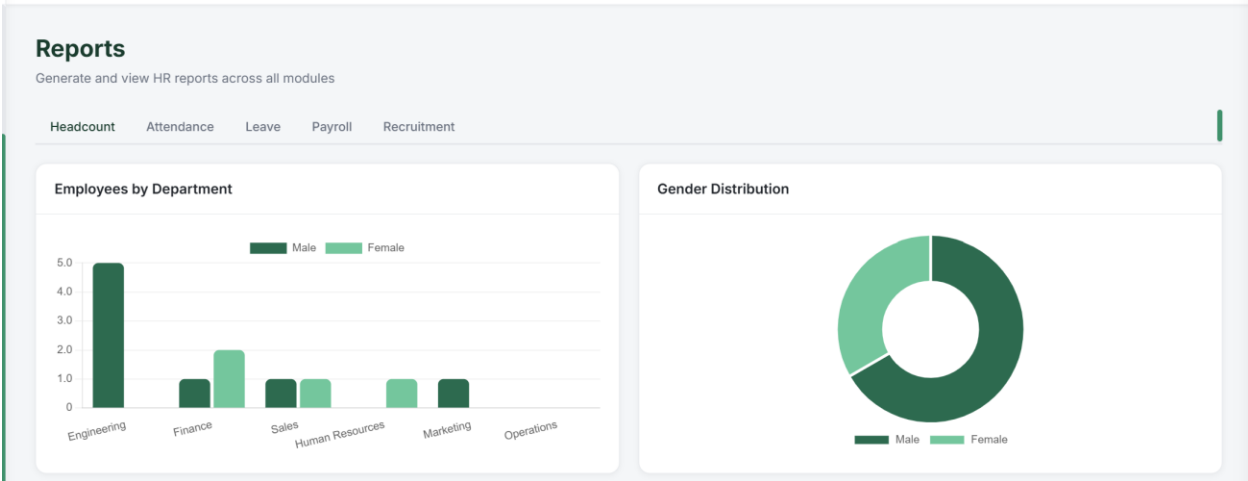 Reports
Generate and view HR reports across all modules
Headcount Attendance Leave Payroll Recruitment
Employees by Department
Male Female
5.0
4.0
3.0
2.0
1.0
0
Engineering Finance Sales Human Resources Marketing Operations
Gender Distribution
Male Female